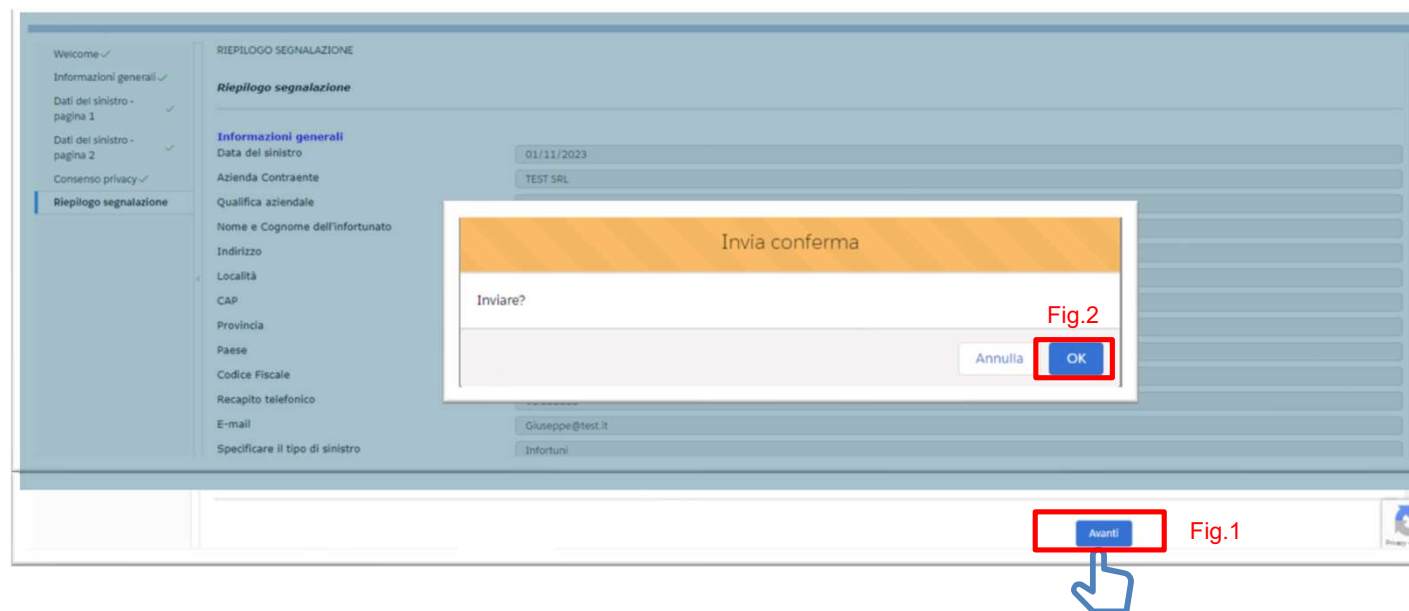 Welcome
RIEPILOGO SEGNALAZIONE
Informazioni generali
Riepilogo segnalazione
Dati del sinistro -
pagina 1
Dati del sinistro -
pagina 2
Consenso privacy
Riepilogo segnalazione
Informazioni generali
Data del sinistro
01/11/2023
Azienda Contraente
TEST SRL
Qualifica aziendale
Nome e Cognome dell'infortunato
Indirizzo
Località
CAP
Provincia
Paese
Codice Fiscale
Recapito telefonico
E-mail
Giuseppe@test.it
Specificare il tipo di sinistro
Infortuni
Invia conferma
Inviare?
Fig.2
Annulla
OK
Avanti
Fig.1